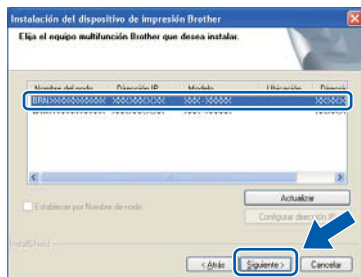 Instalación del dispositivo de impresión Brother
Elija el equipo multifunción Brother que desea instalar.
Nombre del nodo Dirección IP Modelo Ubicación Direcció
Actualizar
Establecer por Nombre de nodo
Configurar dirección IP
InstallShield
< Atrás Siguiente > Cancelar